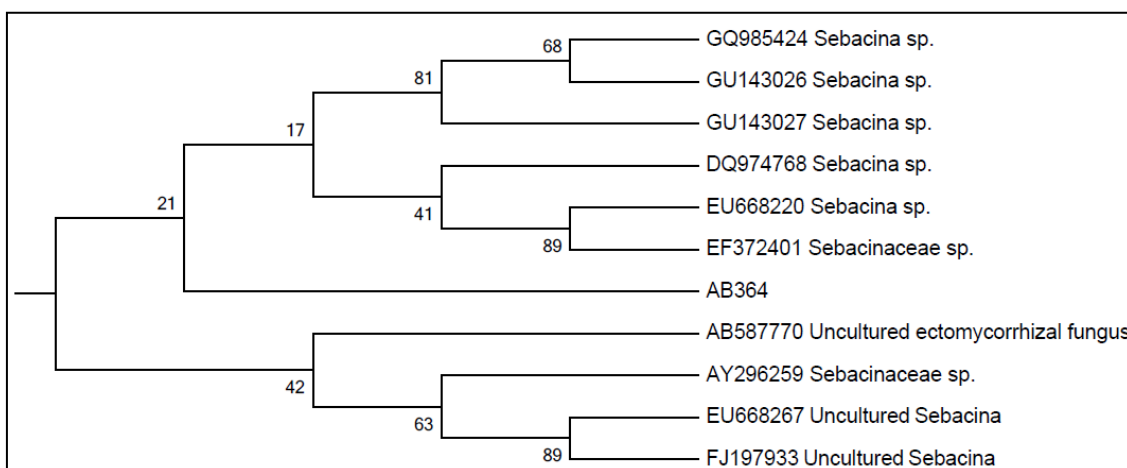 GQ985424 Sebacina sp.
68
GU143026 Sebacina sp.
81
GU143027 Sebacina sp.
17
DQ974768 Sebacina sp.
21
EU668220 Sebacina sp.
41
89
EF372401 Sebacinaceae sp.
AB364
AB587770 Uncultured ectomycorrhizal fungus
AY296259 Sebacinaceae sp.
42
EU668267 Uncultured Sebacina
63
89
FJ197933 Uncultured Sebacina